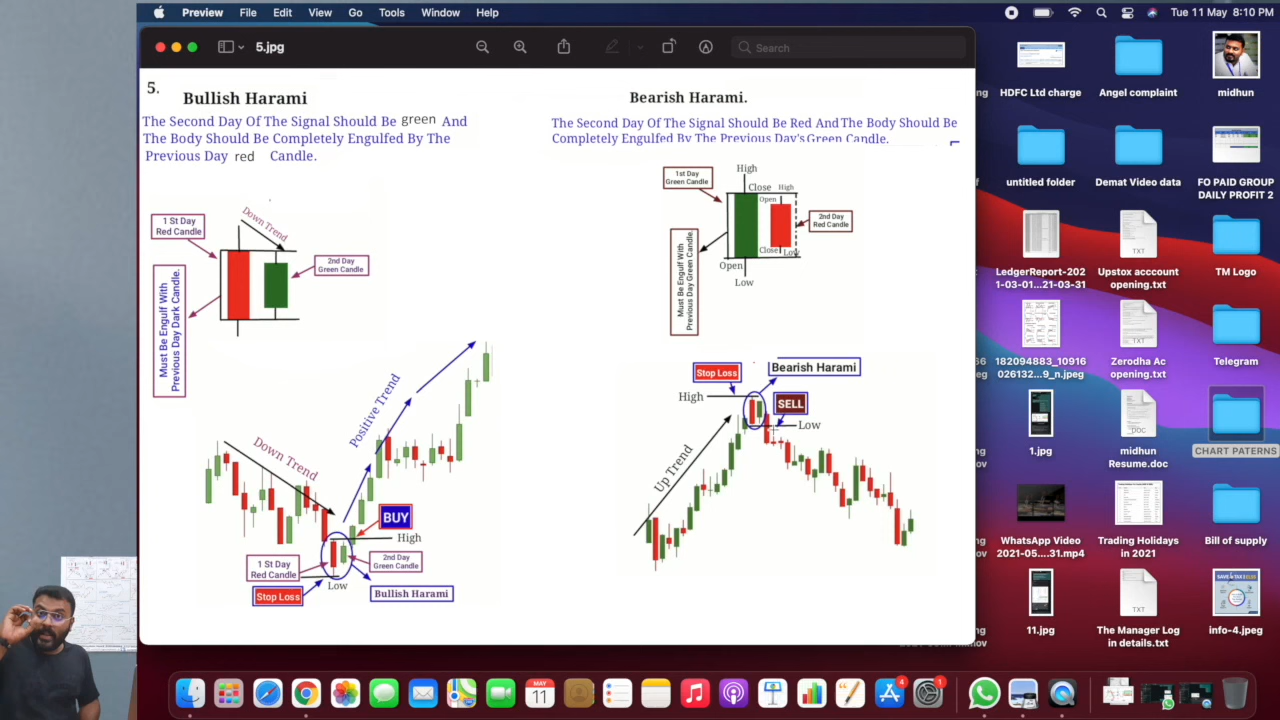 Preview File Edit View Go Tools Window Help
Tue 11 May 8:10 PM
5.jpg
Search
5.
Bullish Harami
The Second Day Of The Signal Should Be green And
The Body Should Be Completely Engulfed By The
Previous Day red Candle.
1 St Day
Red Candle
Down Trend
2nd Day
Green Candle
Must Be Engulf With
Previous Day Dark Candle.
Down Trend
Positive Trend
BUY
High
1 St Day
Red Candle
2nd Day
Green Candle
Low
Stop Loss
Bullish Harami
Bearish Harami.
The Second Day Of The Signal Should Be Red And The Body Should Be
Completely Engulfed By The Previous Day's Green Candle.
1st Day
Green Candle
High
Close
High
Open
2nd Day
Red Candle
Close
Low
Open
Low
Must Be Engulf With
Previous Day Green Candle.
Stop Loss
Bearish Harami
High
SELL
Low
Up Trend
HDFC Ltd charge
Angel complaint
midhun
untitled folder
Demat Video data
FO PAID GROUP
DAILY PROFIT 2
TXT
LedgerReport-202
1-03-01...21-03-31
Upstox acccount
opening.txt
TM Logo
TXT
182094883_10916
026132...9_n.jpeg
Zerodha Ac
opening.txt
Telegram
DOC
1.jpg
midhun
Resume.doc
CHART PATERNS
WhatsApp Video
2021-05....31.mp4
Trading Holidays
in 2021
Bill of supply
TXT
11.jpg
The Manager Log
in details.txt
info-4.jpeg
MAY
11
4
1